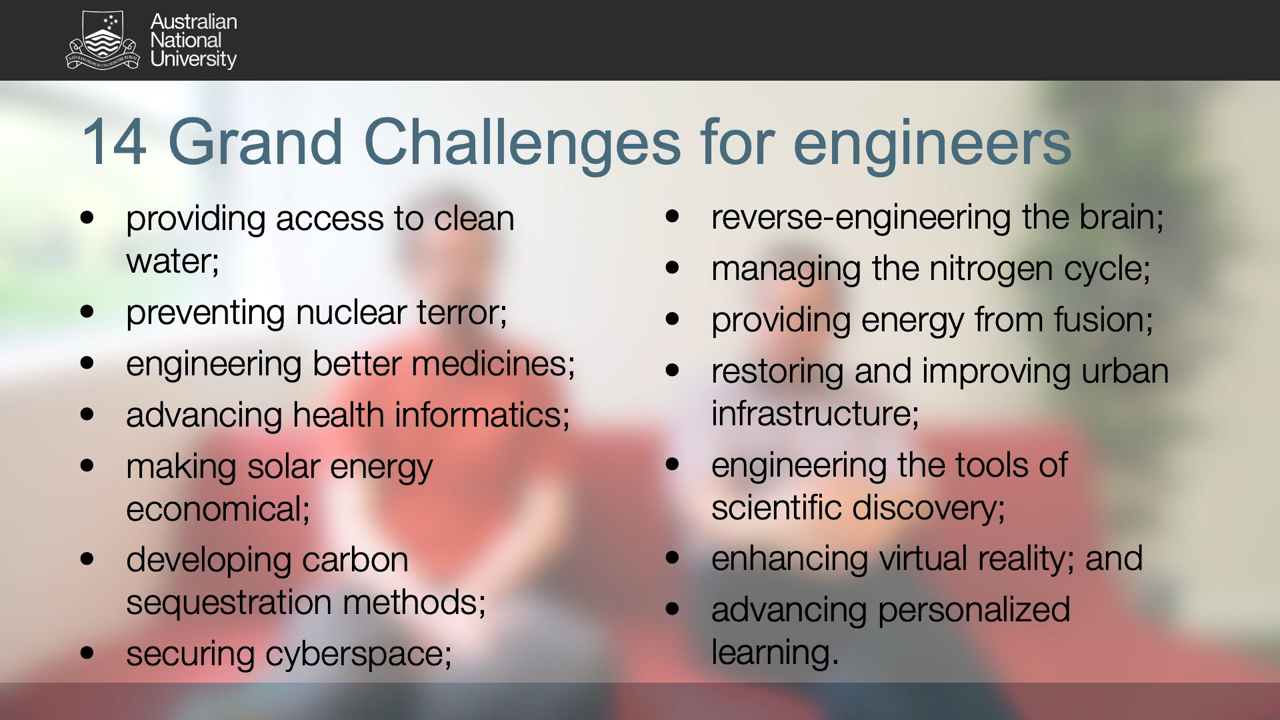 Australian
National
University
14 Grand Challenges for engineers
• providing access to clean
water;
• preventing nuclear terror;
• engineering better medicines;
• advancing health informatics;
• making solar energy
economical;
• developing carbon
sequestration methods;
• securing cyberspace;
• reverse-engineering the brain;
• managing the nitrogen cycle;
• providing energy from fusion;
• restoring and improving urban
infrastructure;
• engineering the tools of
scientific discovery;
• enhancing virtual reality; and
• advancing personalized
learning.